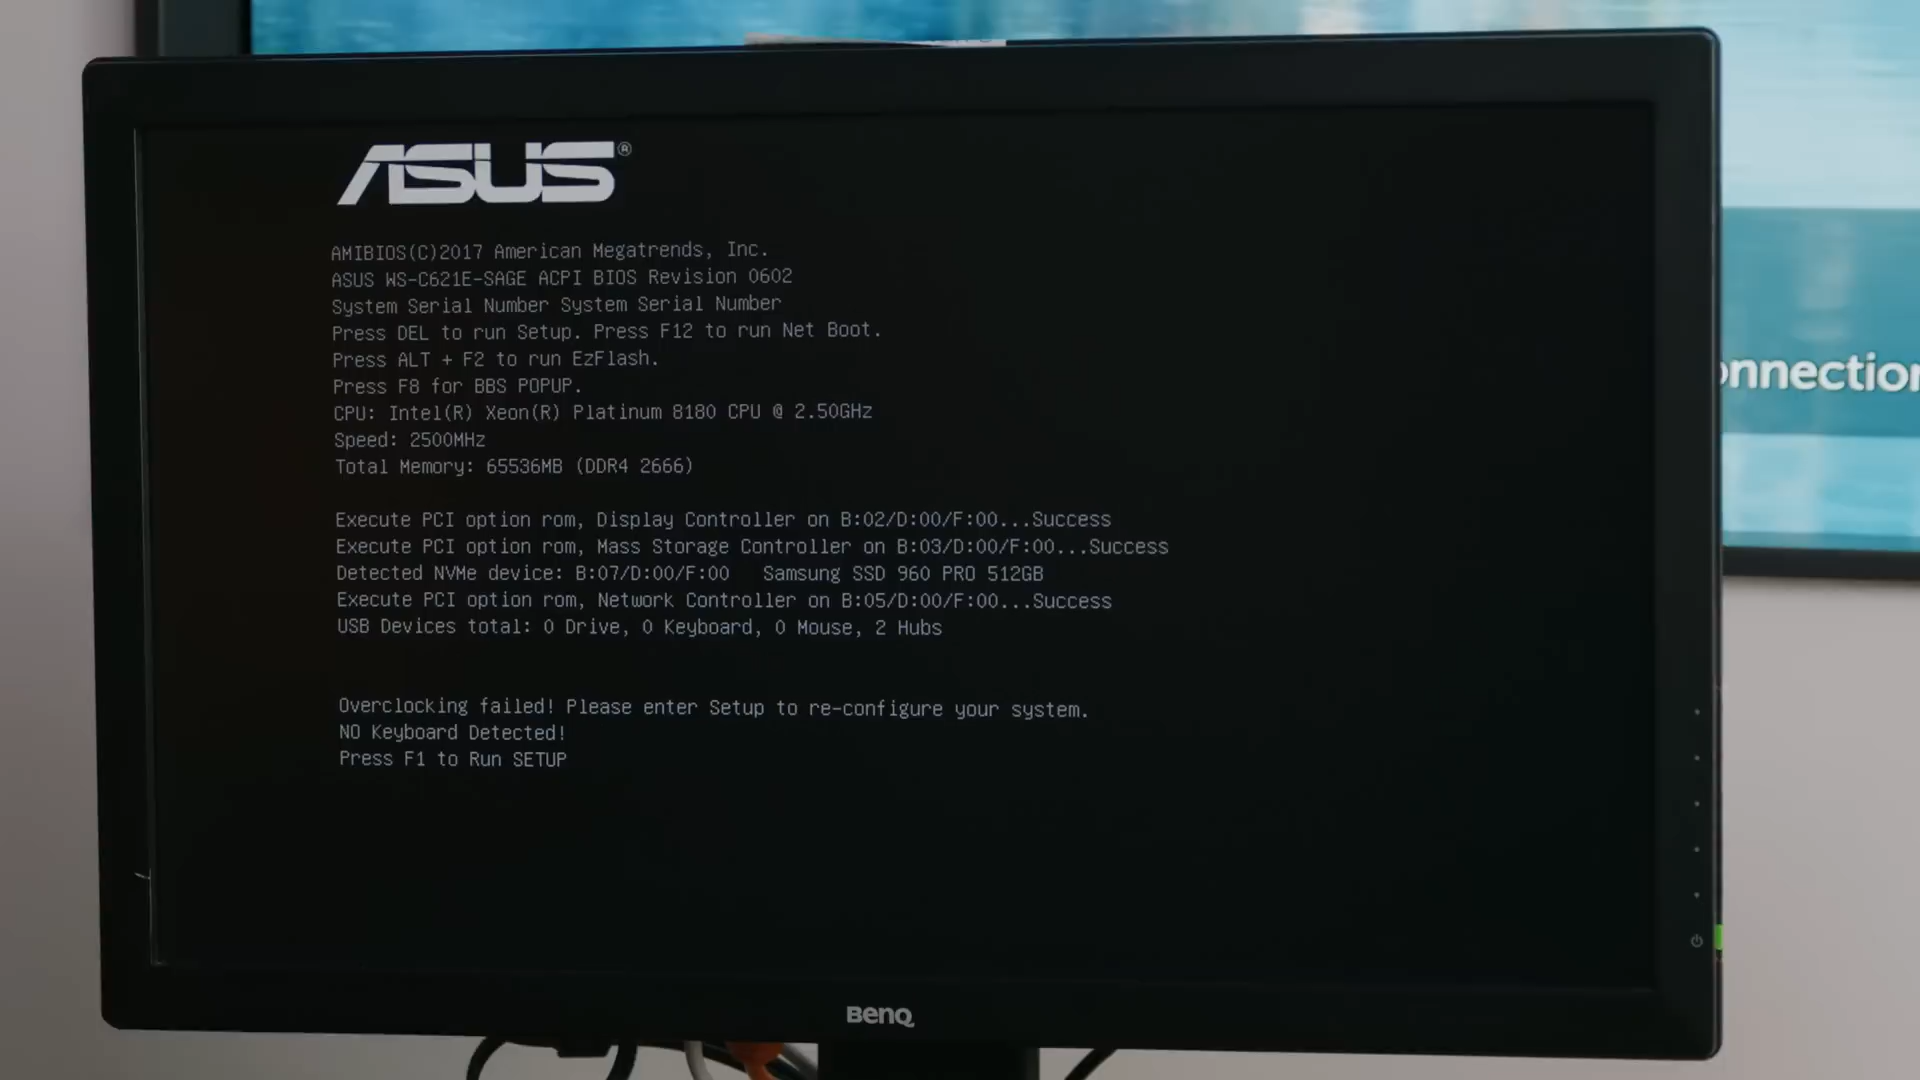 ASUS®
AMIBIOS(C)2017 American Megatrends, Inc.
ASUS WS-C621E-SAGE ACPI BIOS Revision 0602
System Serial Number System Serial Number
Press DEL to run Setup. Press F12 to run Net Boot.
Press ALT + F2 to run EzFlash.
Press F8 for BBS POPUP.
CPU: Intel(R) Xeon(R) Platinum 8180 CPU @ 2.50GHz
Speed: 2500MHz
Total Memory: 65536MB (DDR4 2666)
Execute PCI option rom, Display Controller on B:02/D:00/F:00...Success
Execute PCI option rom, Mass Storage Controller on B:03/D:00/F:00...Success
Detected NVMe device: B:07/D:00/F:00   Samsung SSD 960 PRO 512GB
Execute PCI option rom, Network Controller on B:05/D:00/F:00...Success
USB Devices total: 0 Drive, 0 Keyboard, 0 Mouse, 2 Hubs
Overclocking failed! Please enter Setup to re-configure your system.
NO Keyboard Detected!
Press F1 to Run SETUP
BenQ